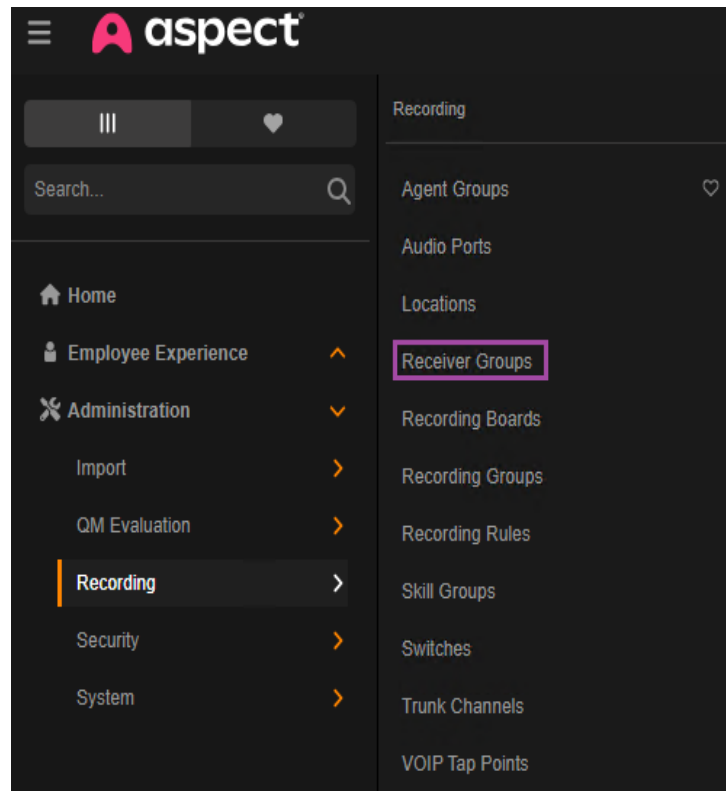 aspect
Search...
Home
Employee Experience
Administration
Import
QM Evaluation
Recording
Security
System
Recording
Agent Groups
Audio Ports
Locations
Receiver Groups
Recording Boards
Recording Groups
Recording Rules
Skill Groups
Switches
Trunk Channels
VOIP Tap Points